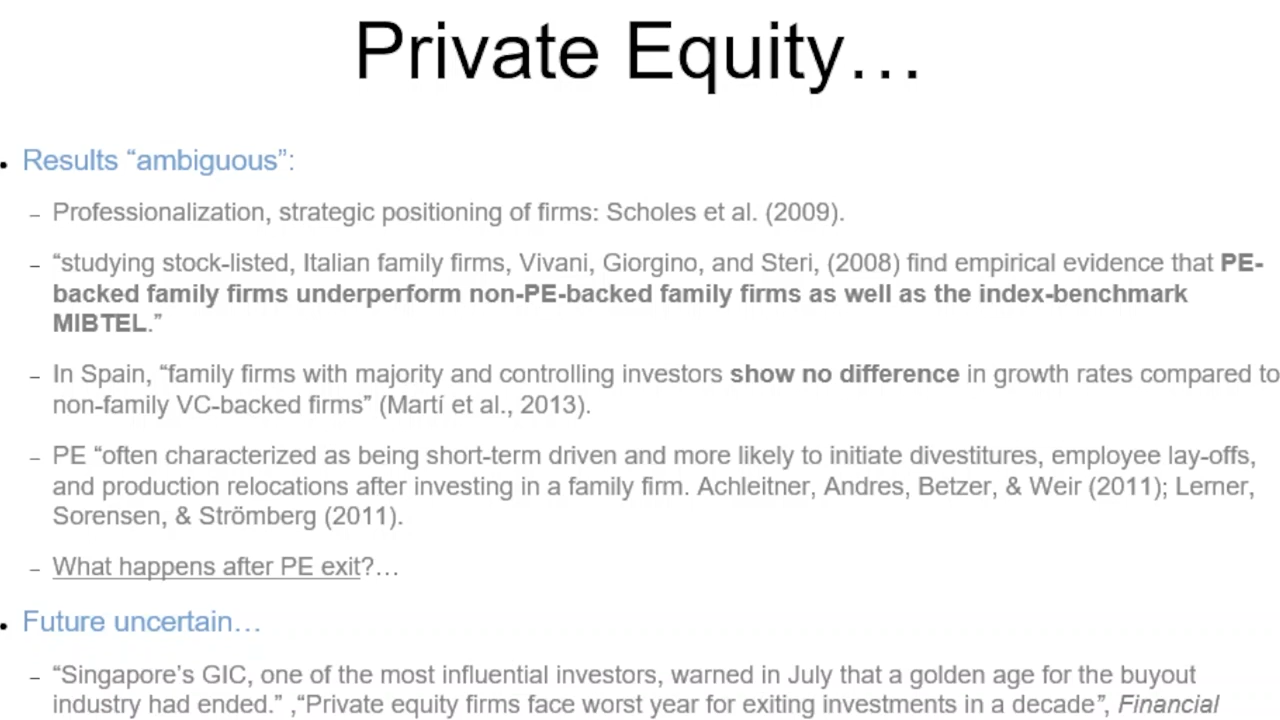 Private Equity…
• Results “ambiguous”:
– Professionalization, strategic positioning of firms: Scholes et al. (2009).
– “studying stock-listed, Italian family firms, Vivani, Giorgino, and Steri, (2008) find empirical evidence that PE-
backed family firms underperform non-PE-backed family firms as well as the index-benchmark
MIBTEL.”
– In Spain, “family firms with majority and controlling investors show no difference in growth rates compared to
non-family VC-backed firms” (Martí et al., 2013).
– PE “often characterized as being short-term driven and more likely to initiate divestitures, employee lay-offs,
and production relocations after investing in a family firm. Achleitner, Andres, Betzer, & Weir (2011); Lerner,
Sorensen, & Strömberg (2011).
– What happens after PE exit?…
• Future uncertain…
– “Singapore’s GIC, one of the most influential investors, warned in July that a golden age for the buyout
industry had ended.” ,“Private equity firms face worst year for exiting investments in a decade”, Financial